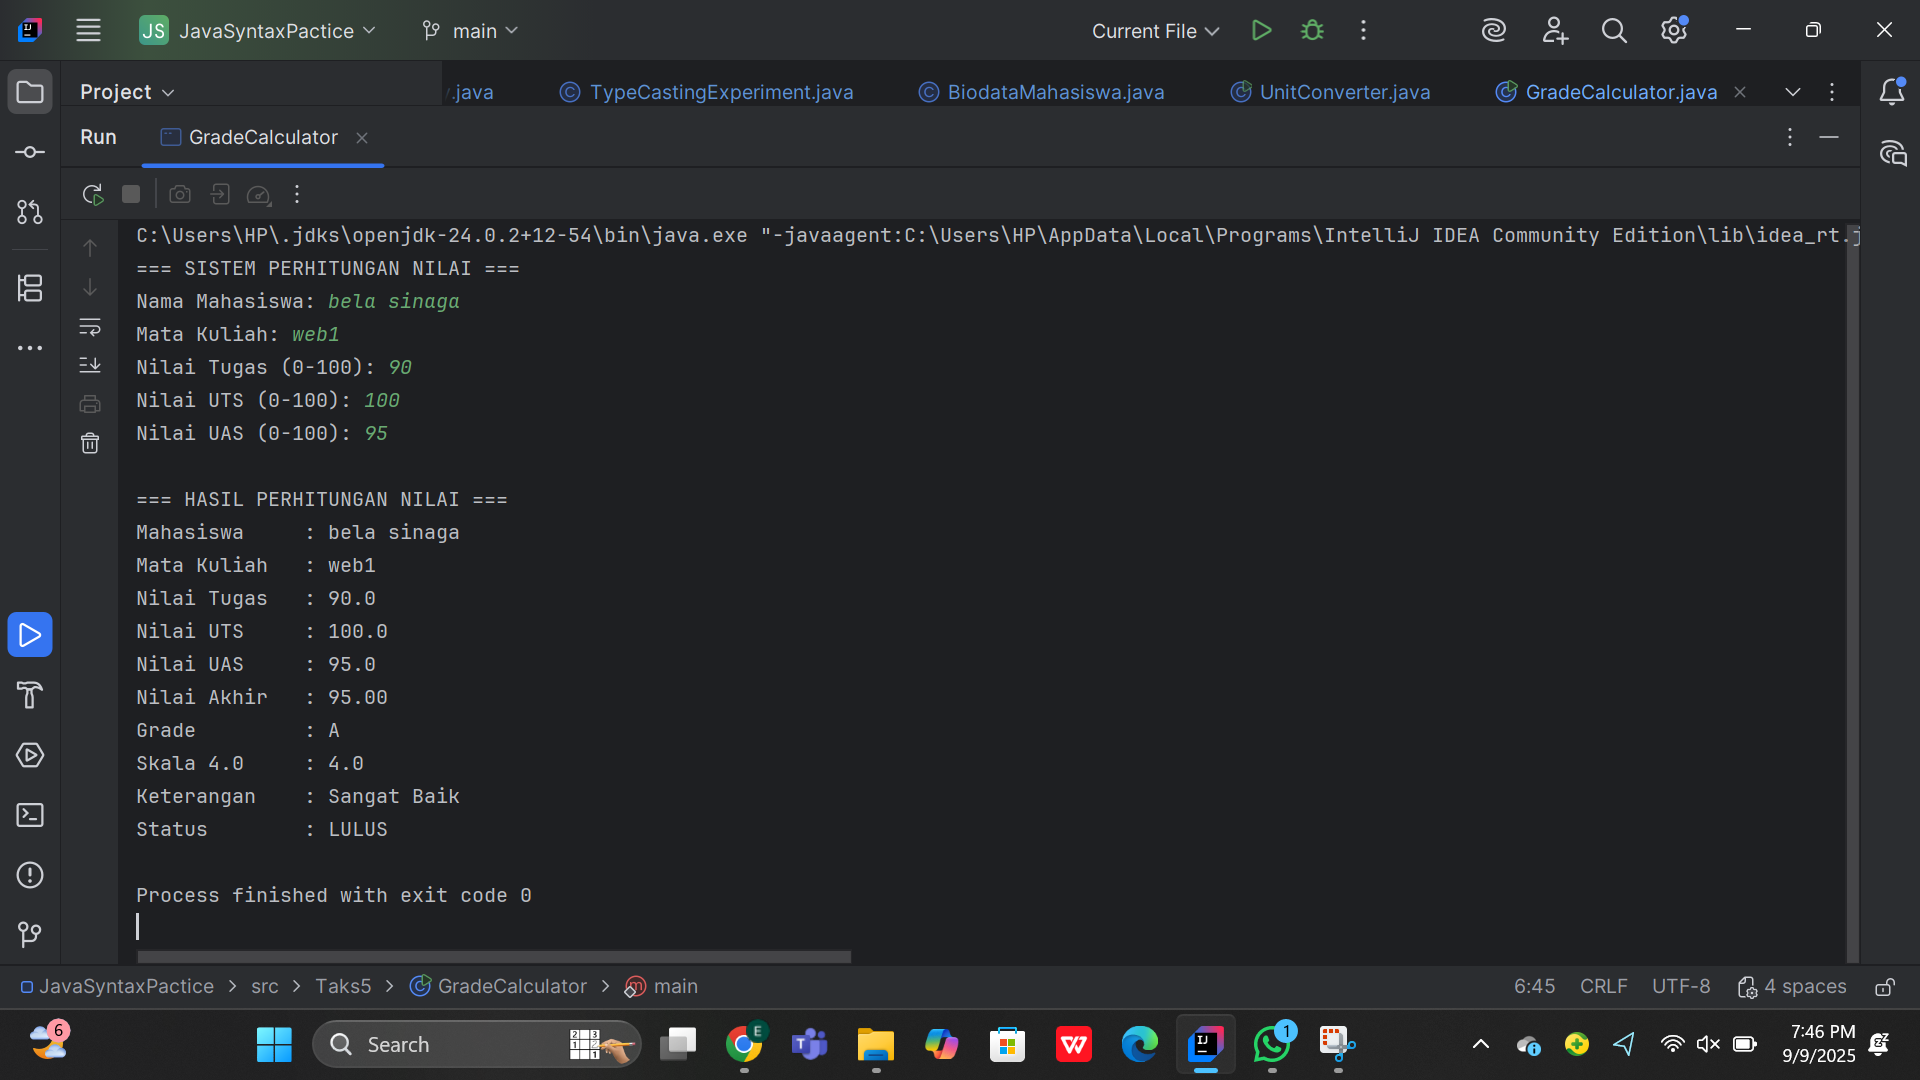 JS JavaSyntaxPactice main Current File
Project .java TypeCastingExperiment.java BiodataMahasiswa.java UnitConverter.java GradeCalculator.java
Run GradeCalculator
C:\Users\HP\.jdks\openjdk-24.0.2+12-54\bin\java.exe "-javaagent:C:\Users\HP\AppData\Local\Programs\IntelliJ IDEA Community Edition\lib\idea_rt.j
=== SISTEM PERHITUNGAN NILAI ===
Nama Mahasiswa: bela sinaga
Mata Kuliah: web1
Nilai Tugas (0-100): 90
Nilai UTS (0-100): 100
Nilai UAS (0-100): 95
=== HASIL PERHITUNGAN NILAI ===
Mahasiswa : bela sinaga
Mata Kuliah : web1
Nilai Tugas : 90.0
Nilai UTS : 100.0
Nilai UAS : 95.0
Nilai Akhir : 95.00
Grade : A
Skala 4.0 : 4.0
Keterangan : Sangat Baik
Status : LULUS
Process finished with exit code 0
JavaSyntaxPactice > src > Taks5 > GradeCalculator > main 6:45 CRLF UTF-8 4 spaces
6 Search E 1 7:46 PM
9/9/2025